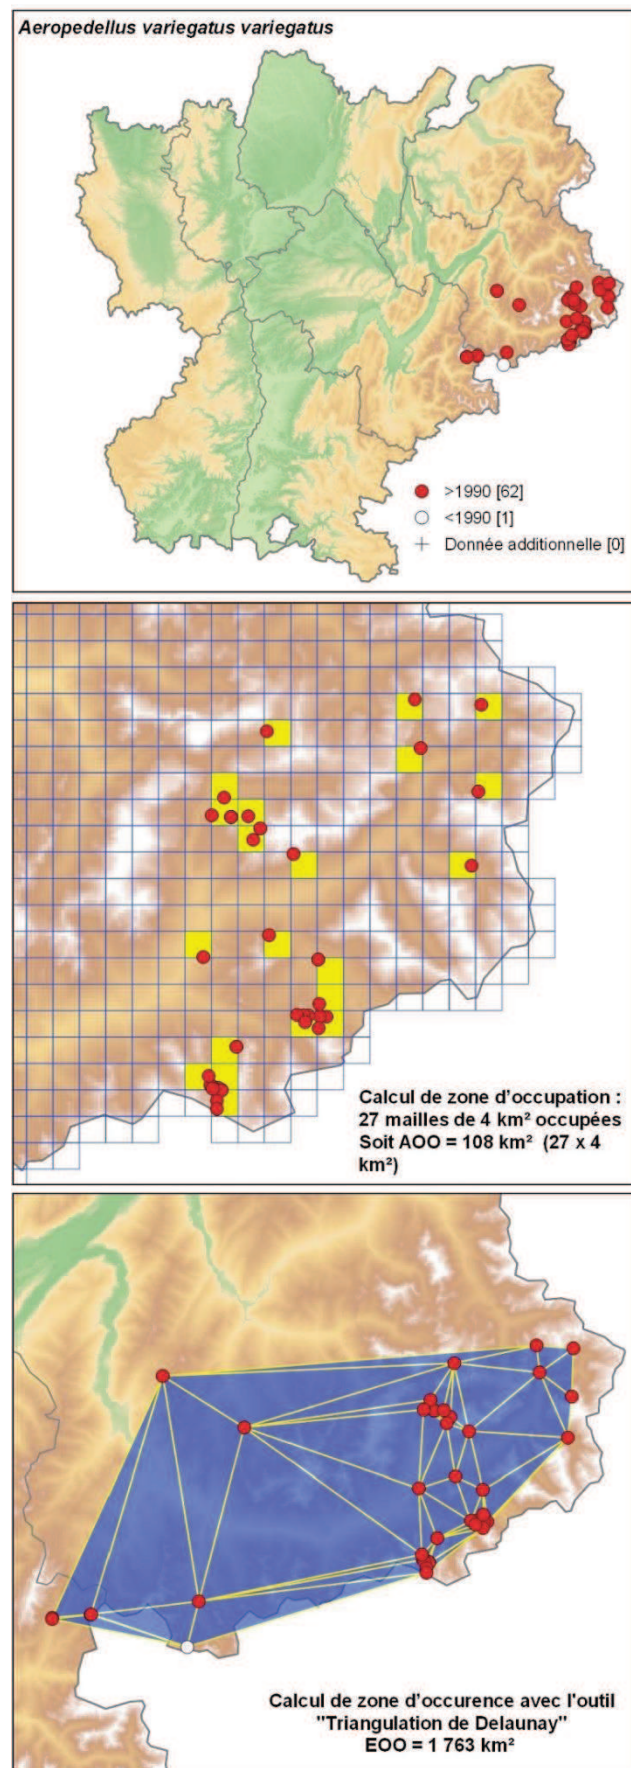 Aeropedellus variegatus variegatus
>1990 [62]
<1990 [1]
Donnée additionnelle [0]
Calcul de zone d'occupation :
27 mailles de 4 km² occupées
Soit AOO = 108 km² (27 x 4
km²)
Calcul de zone d'occurence avec l'outil
"Triangulation de Delaunay"
EOO = 1 763 km²